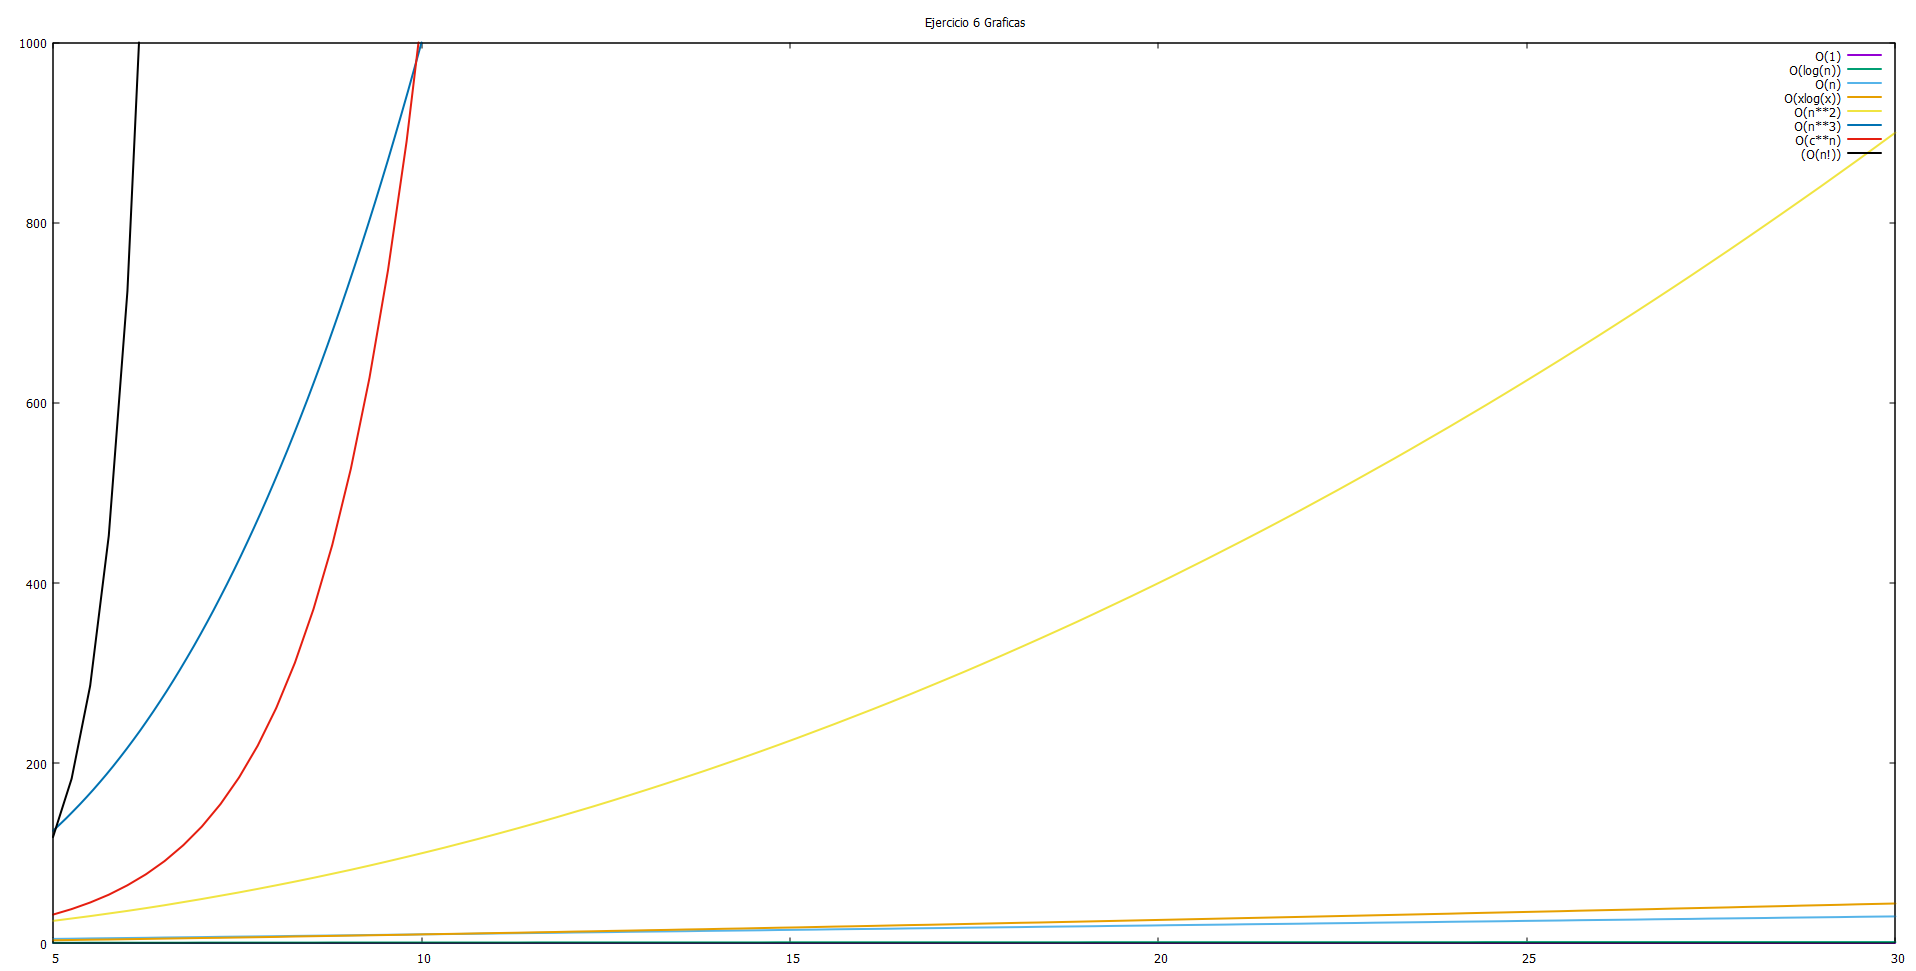 Ejercicio 6 Graficas
1000
800
600
400
200
0
O(1)
O(log(n))
O(n)
O(xlog(x))
O(n**2)
O(n**3)
O(c**n)
(O(n!))
5 10 15 20 25 30